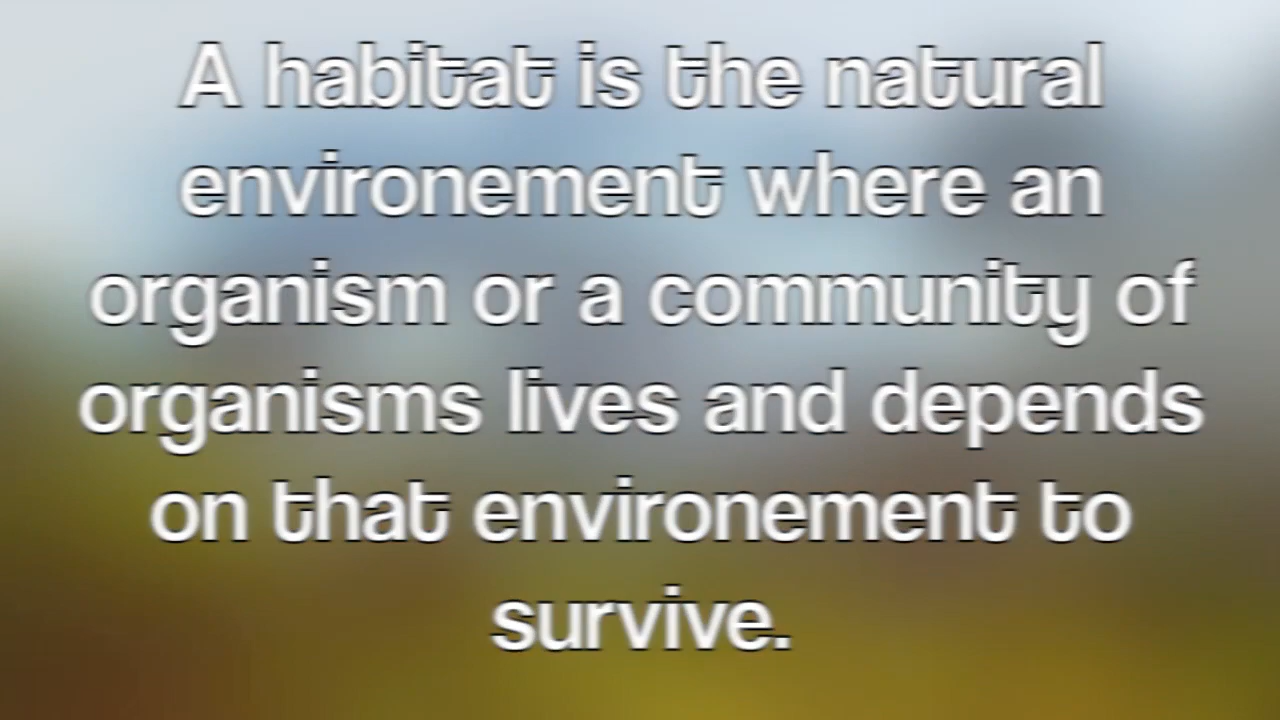 A habitat is the natural
environement where an
organism or a community of
organisms lives and depends
on that environement to
survive.